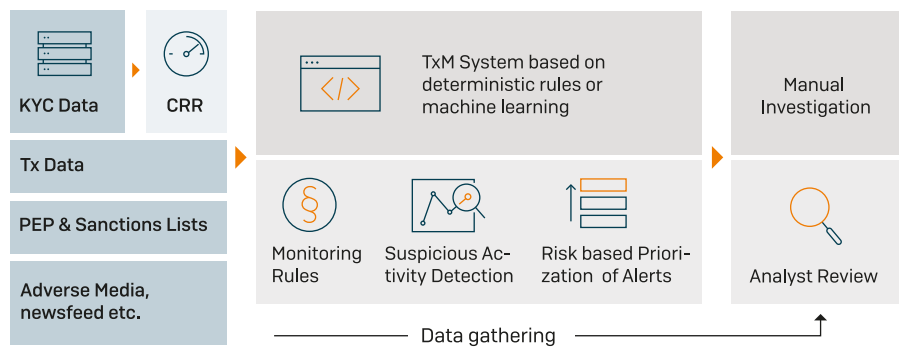 KYC Data
CRR
Tx Data
PEP & Sanctions Lists
Adverse Media,
newsfeed etc.
</>
TxM System based on
deterministic rules or
machine learning
§
Monitoring
Rules
Suspicious Ac-
tivity Detection
Risk based Priori-
zation of Alerts
Manual
Investigation
Analyst Review
Data gathering